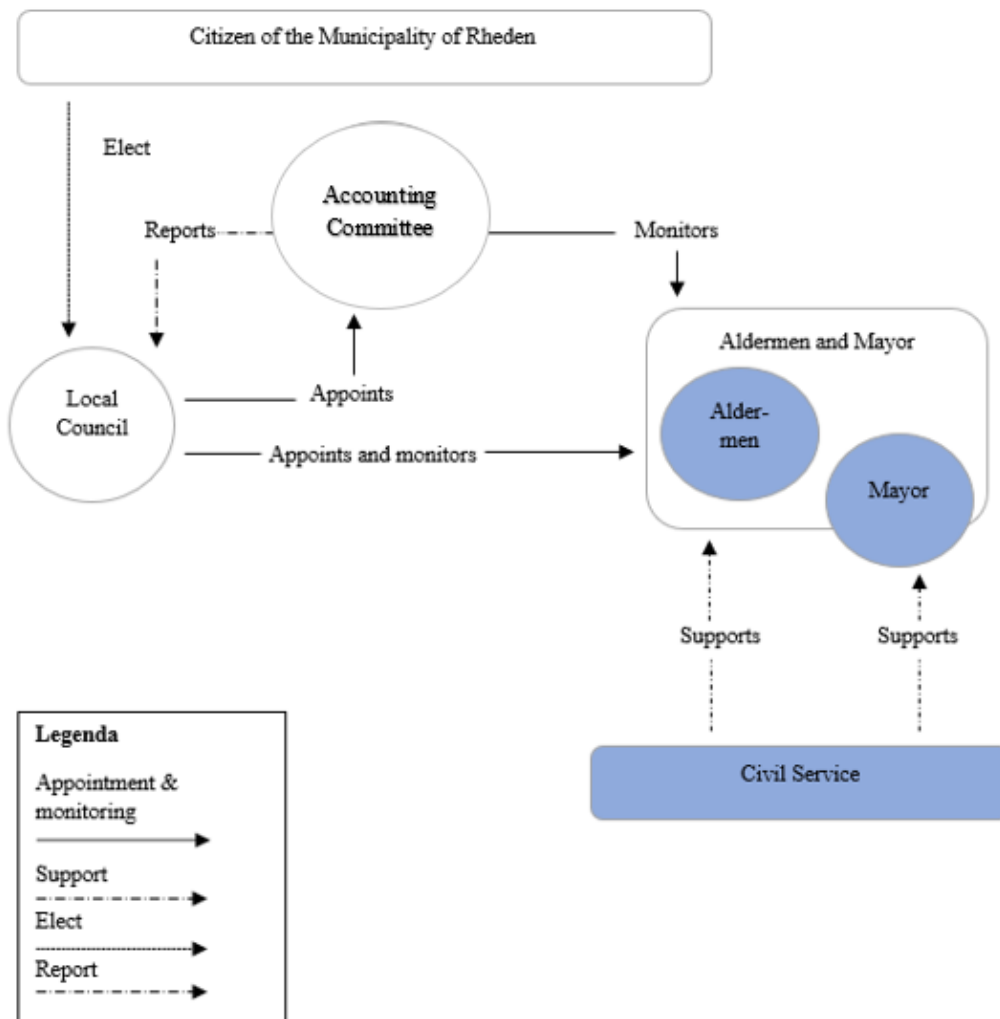 Citizen of the Municipality of Rheden
Elect
Accounting
Committee
Reports
Monitors
Aldermen and Mayor
Local
Council
Appoints
Alder-
men
Appoints and monitors
Mayor
Supports
Supports
Legenda
Appointment &
monitoring
Support
Elect
Report
Civil Service